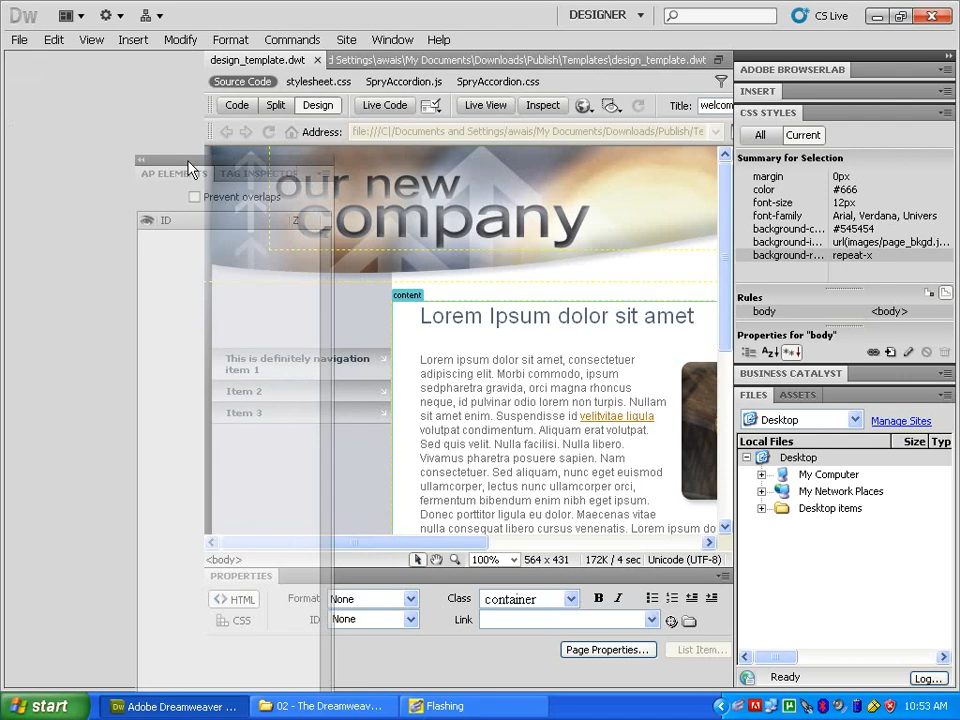 Dw
DESIGNER
CS Live
File Edit View Insert Modify Format Commands Site Window Help
design_template.dwt
d Settings\awais\My Documents\Downloads\Publish\Templates\design_template.dwt
Source Code stylesheet.css SpryAccordion.js SpryAccordion.css
Code Split Design Live Code Live View Inspect Title: welcom
Address: file:///C|/Documents and Settings/awais/My Documents/Downloads/Publish/Te
AP ELEMENTS TAG INSPECTOR
Prevent overlaps
ID Z
our new
company
content
Lorem Ipsum dolor sit amet
This is definitely navigation
item 1
Item 2
Item 3
Lorem ipsum dolor sit amet, consectetuer
adipiscing elit. Morbi commodo, ipsum
sedpharetra gravida, orci magna rhoncus
neque, id pulvinar odio lorem non turpis. Nullam
sit amet enim. Suspendisse id velitvitae ligula
volutpat condimentum. Aliquam erat volutpat.
Sed quis velit. Nulla facilisi. Nulla libero.
Vivamus pharetra posuere sapien. Nam
consectetuer. Sed aliquam, nunc eget euismod
ullamcorper, lectus nunc ullamcorper orci,
fermentum bibendum enim nibh eget ipsum.
Donec porttitor ligula eu dolor. Maecenas vitae
nulla consequat libero cursus venenatis. Lorem ipsum do
<body> 100% 564 x 431 172K / 4 sec Unicode (UTF-8)
PROPERTIES
HTML Format None Class container B I
CSS ID None Link
Page Properties... List Item...
ADOBE BROWSERLAB
INSERT
CSS STYLES
All Current
Summary for Selection
margin 0px
color #666
font-size 12px
font-family Arial, Verdana, Univers
background-c... #545454
background-i... url(images/page_bkgd.j...
background-r... repeat-x
Rules
body <body>
Properties for "body"
BUSINESS CATALYST
FILES ASSETS
Desktop Manage Sites
Local Files Size Typ
Desktop
My Computer
My Network Places
Desktop items
Ready Log...
start
Adobe Dreamweaver ...
02 - The Dreamweav...
Flashing
10:53 AM